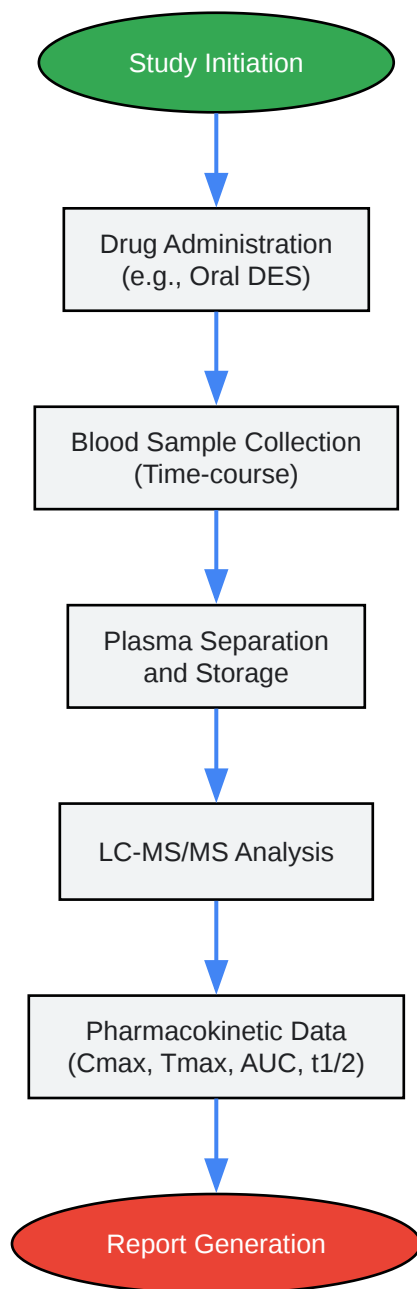 Study Initiation
Drug Administration
(e.g., Oral DES)
Blood Sample Collection
(Time-course)
Plasma Separation
and Storage
LC-MS/MS Analysis
Pharmacokinetic Data
(Cmax, Tmax, AUC, t1/2)
Report Generation